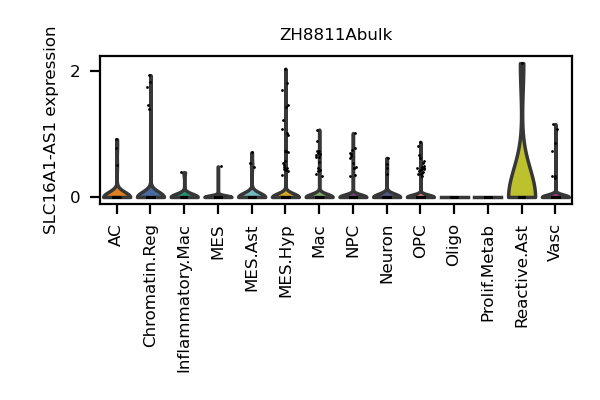 ZH8811Abulk
SLC16A1-AS1 expression
2
0
AC
Chromatin.Reg
Inflammatory.Mac
MES
MES.Ast
MES.Hyp
Mac
NPC
Neuron
OPC
Oligo
Prolif.Metab
Reactive.Ast
Vasc